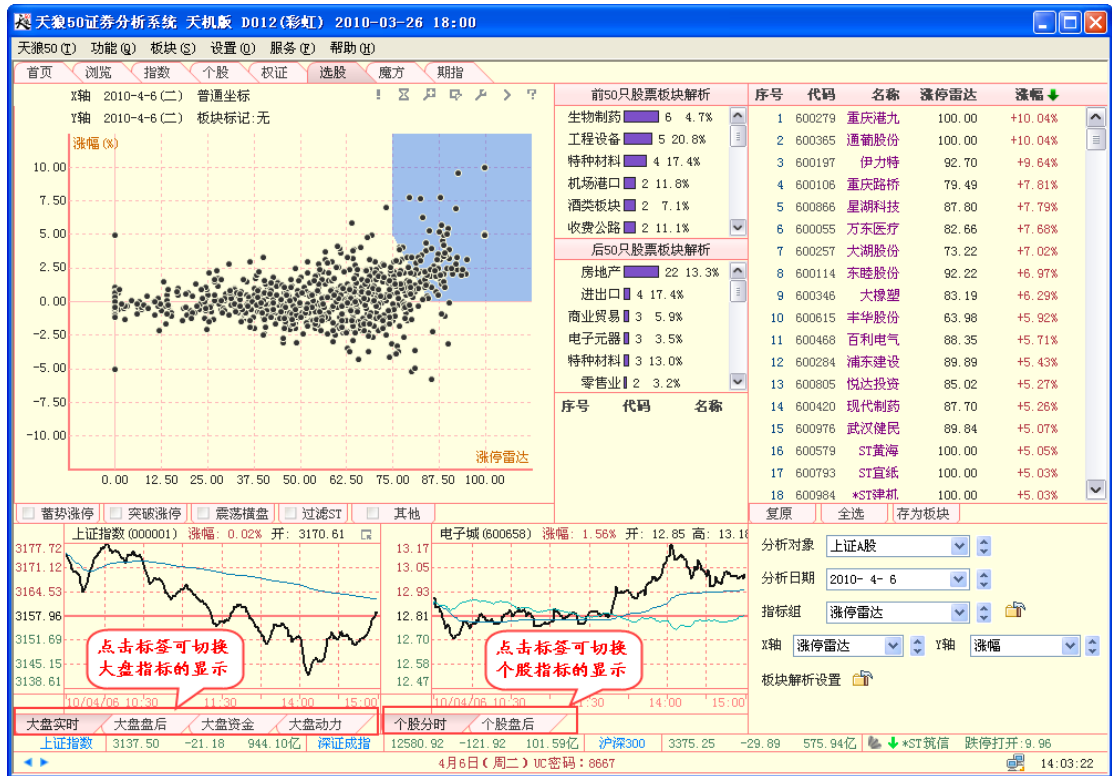 天狼50证券分析系统 天机版 D012(彩虹) 2010-03-26 18:00
天狼50(T) 功能(Q) 板块(S) 设置(O) 服务(F) 帮助(H)
首页 浏览 指数 个股 权证 选股 魔方 期指
X轴 2010-4-6(二) 普通坐标
Y轴 2010-4-6(二) 板块标记:无
涨幅(%)
10.00
7.50
5.00
2.50
0.00
-2.50
-5.00
-7.50
-10.00
涨停雷达
0.00 12.50 25.00 37.50 50.00 62.50 75.00 87.50 100.00
前50只股票板块解析
生物制药 6 4.7%
工程设备 5 20.8%
特种材料 4 17.4%
机场港口 2 11.8%
酒类板块 2 7.1%
收费公路 2 11.1%
后50只股票板块解析
房地产 22 13.3%
进出口 4 17.4%
商业贸易 3 5.9%
电子元器 3 3.5%
特种材料 3 13.0%
零售业 2 3.2%
序号 代码 名称
序号 代码 名称 涨停雷达 涨幅
1 600279 重庆港九 100.00 +10.04%
2 600365 通葡股份 100.00 +10.04%
3 600197 伊力特 92.70 +9.64%
4 600106 重庆路桥 79.49 +7.81%
5 600866 星湖科技 87.80 +7.79%
6 600055 万东医疗 82.66 +7.68%
7 600257 大湖股份 73.22 +7.02%
8 600114 东睦股份 92.22 +6.97%
9 600346 大橡塑 83.19 +6.29%
10 600615 丰华股份 63.98 +5.92%
11 600468 百利电气 88.35 +5.71%
12 600284 浦东建设 89.89 +5.43%
13 600805 悦达投资 85.02 +5.27%
14 600420 现代制药 87.70 +5.26%
15 600976 武汉健民 89.84 +5.07%
16 600579 ST黄海 100.00 +5.05%
17 600793 ST宜纸 100.00 +5.03%
18 600984 *ST建机 100.00 +5.03%
蓄势涨停 突破涨停 震荡横盘 过滤ST 其他
复原 全选 存为板块
上证指数(000001) 涨幅: 0.02% 开: 3170.61
3177.72
3171.12
3164.53
3157.96
3151.69
3145.15
3138.61
10/04/06 10:30 11:30 14:00 15:00
点击标签可切换
大盘指标的显示
大盘实时 大盘盘后 大盘资金 大盘动力
电子城(600658) 涨幅: 1.56% 开: 12.85 高: 13.18
13.17
13.05
12.93
12.81
12.70
12.58
12.47
10/04/06 10:30 :30 14:00 15:00
点击标签可切换
个股指标的显示
个股分时 个股盘后
分析对象 上证A股
分析日期 2010- 4- 6
指标组 涨停雷达
X轴 涨停雷达 Y轴 涨幅
板块解析设置
上证指数 3137.50 -21.18 944.10亿 深证成指 12580.92 -121.92 101.59亿 沪深300 3375.25 -29.89 575.94亿 *ST筑信 跌停打开:9.96
4月6日(周二)UC密码:8667 14:03:22